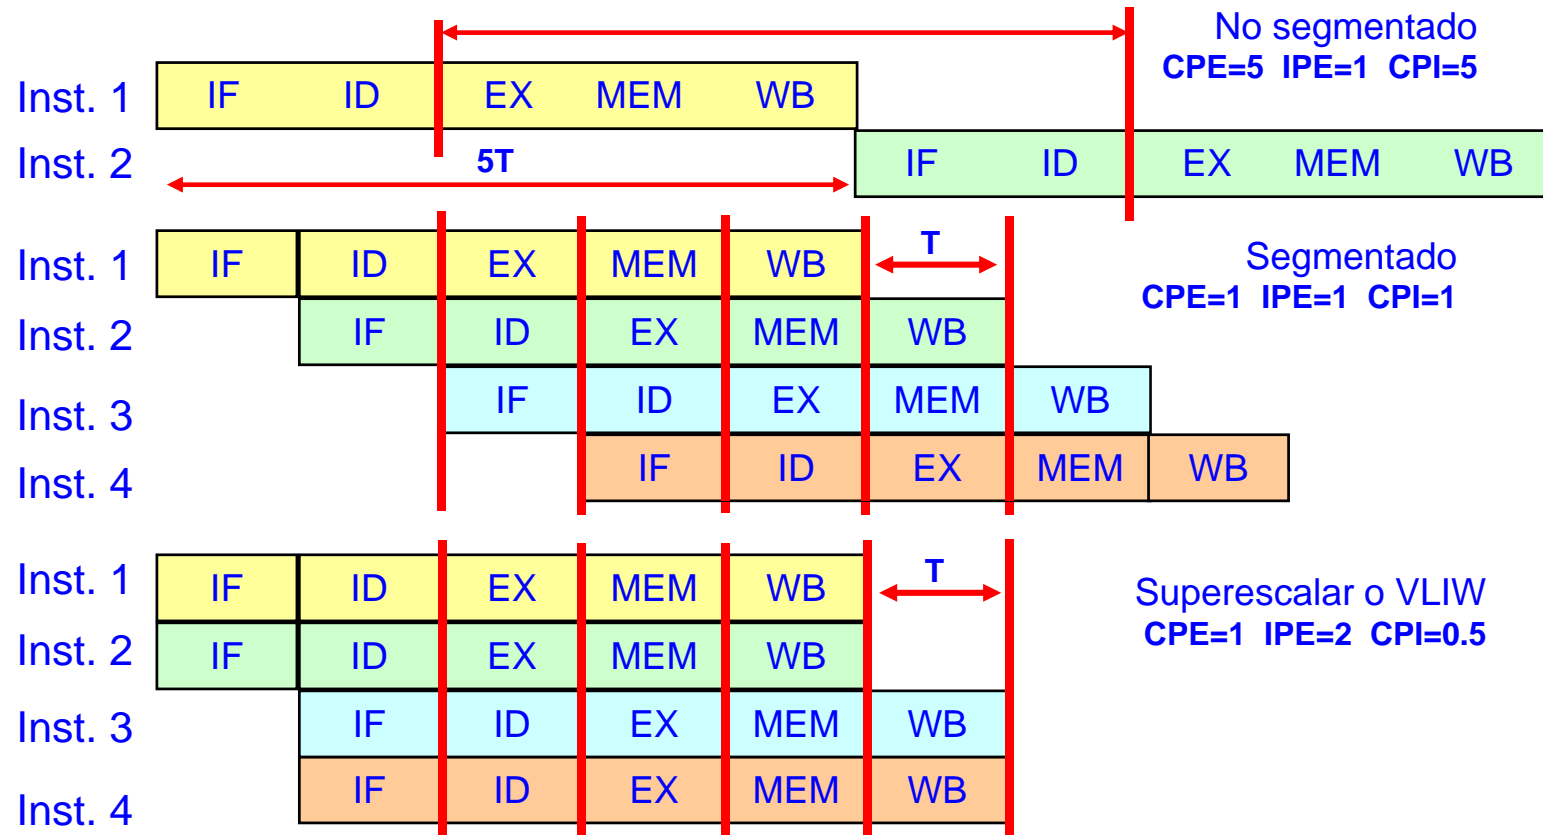 No segmentado
CPE=5 IPE=1 CPI=5
Inst. 1 IF ID EX MEM WB
Inst. 2 5T IF ID EX MEM WB
Inst. 1 IF ID EX MEM WB T
Segmentado
CPE=1 IPE=1 CPI=1
Inst. 2 IF ID EX MEM WB
Inst. 3 IF ID EX MEM WB
Inst. 4 IF ID EX MEM WB
Inst. 1 IF ID EX MEM WB T
Superescalar o VLIW
CPE=1 IPE=2 CPI=0.5
Inst. 2 IF ID EX MEM WB
Inst. 3 IF ID EX MEM WB
Inst. 4 IF ID EX MEM WB